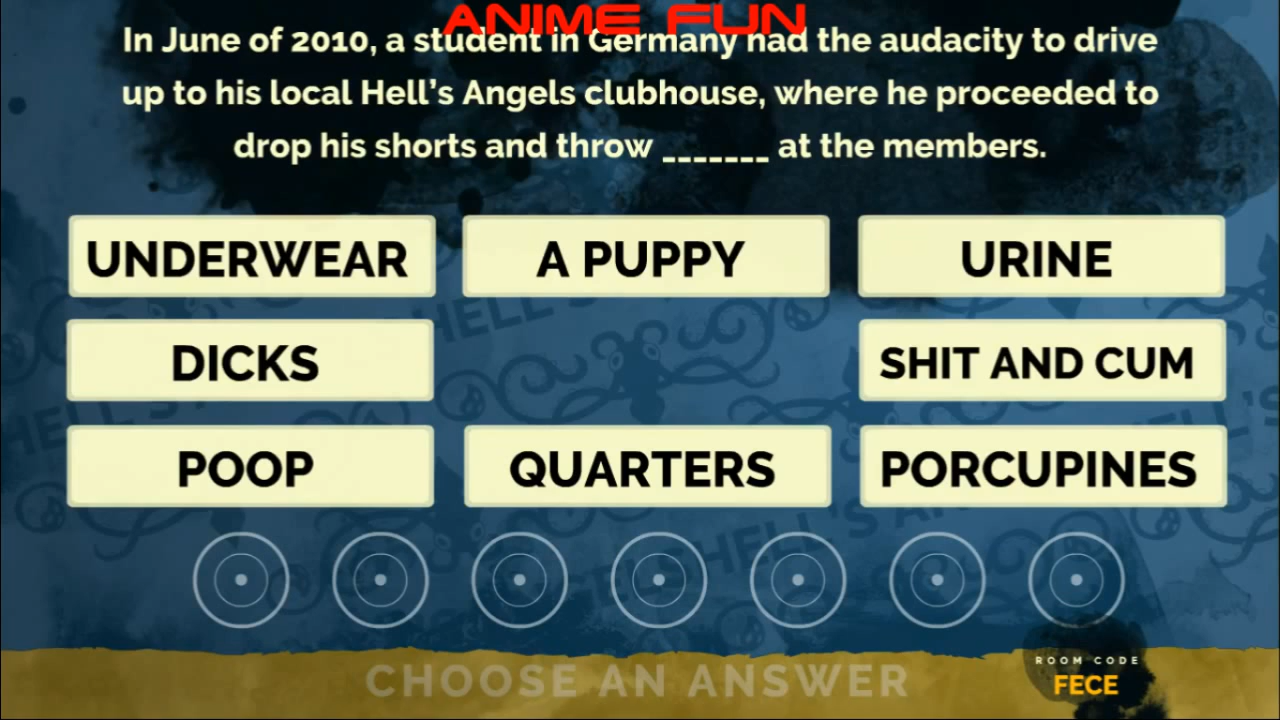 ANIME FUN
In June of 2010, a student in Germany had the audacity to drive
up to his local Hell's Angels clubhouse, where he proceeded to
drop his shorts and throw _______ at the members.
UNDERWEAR
A PUPPY
URINE
DICKS
SHIT AND CUM
POOP
QUARTERS
PORCUPINES
CHOOSE AN ANSWER
ROOM CODE
FECE